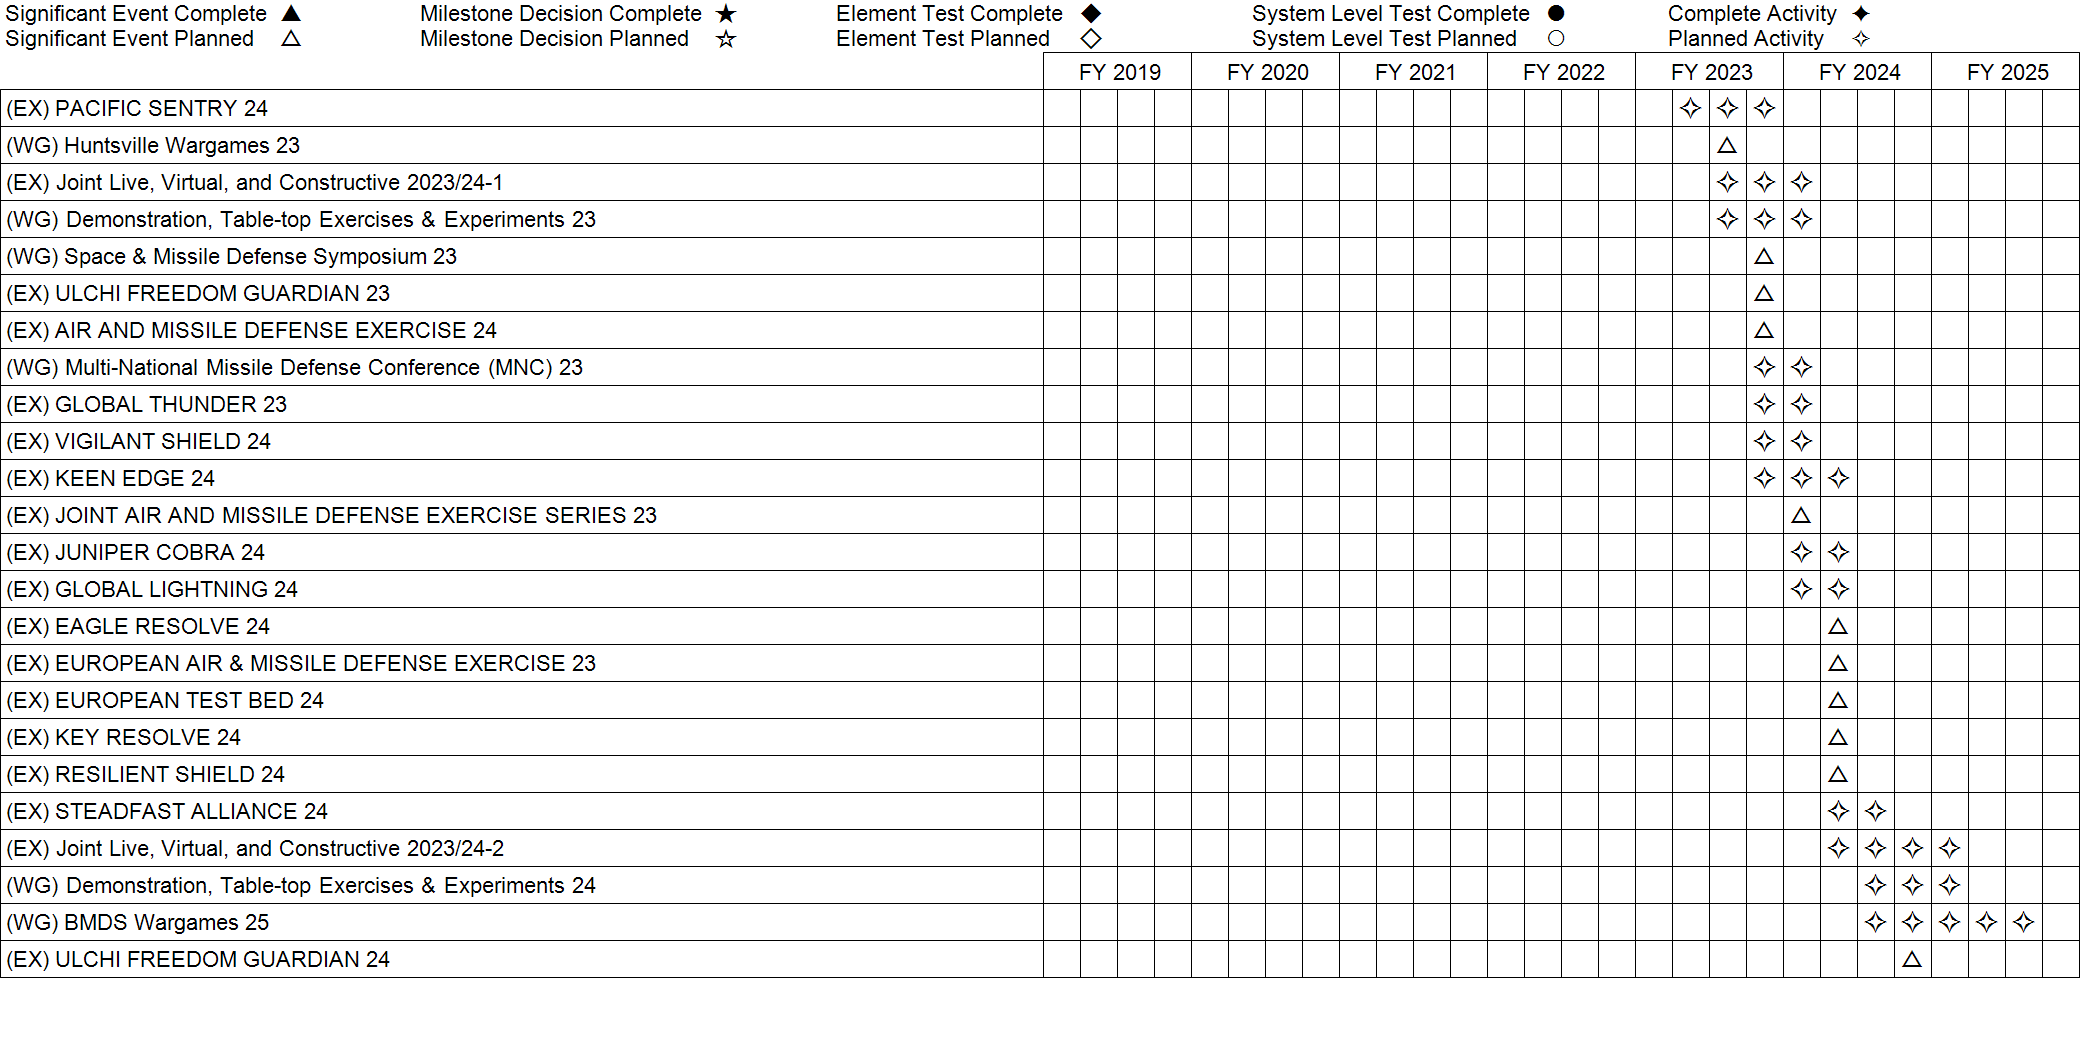 Significant Event Complete ▲ Milestone Decision Complete ★ Element Test Complete ◆ System Level Test Complete ● Complete Activity ✦
Significant Event Planned △ Milestone Decision Planned ☆ Element Test Planned ◇ System Level Test Planned ○ Planned Activity ✧
FY 2019 FY 2020 FY 2021 FY 2022 FY 2023 FY 2024 FY 2025
(EX) PACIFIC SENTRY 24 ✧ ✧ ✧
(WG) Huntsville Wargames 23 △
(EX) Joint Live, Virtual, and Constructive 2023/24-1 ✧ ✧ ✧
(WG) Demonstration, Table-top Exercises & Experiments 23 ✧ ✧ ✧
(WG) Space & Missile Defense Symposium 23 △
(EX) ULCHI FREEDOM GUARDIAN 23 △
(EX) AIR AND MISSILE DEFENSE EXERCISE 24 △
(WG) Multi-National Missile Defense Conference (MNC) 23 ✧ ✧
(EX) GLOBAL THUNDER 23 ✧ ✧
(EX) VIGILANT SHIELD 24 ✧ ✧
(EX) KEEN EDGE 24 ✧ ✧ ✧
(EX) JOINT AIR AND MISSILE DEFENSE EXERCISE SERIES 23 △
(EX) JUNIPER COBRA 24 ✧ ✧
(EX) GLOBAL LIGHTNING 24 ✧ ✧
(EX) EAGLE RESOLVE 24 △
(EX) EUROPEAN AIR & MISSILE DEFENSE EXERCISE 23 △
(EX) EUROPEAN TEST BED 24 △
(EX) KEY RESOLVE 24 △
(EX) RESILIENT SHIELD 24 △
(EX) STEADFAST ALLIANCE 24 ✧ ✧
(EX) Joint Live, Virtual, and Constructive 2023/24-2 ✧ ✧ ✧ ✧
(WG) Demonstration, Table-top Exercises & Experiments 24 ✧ ✧ ✧
(WG) BMDS Wargames 25 ✧ ✧ ✧ ✧ ✧
(EX) ULCHI FREEDOM GUARDIAN 24 △